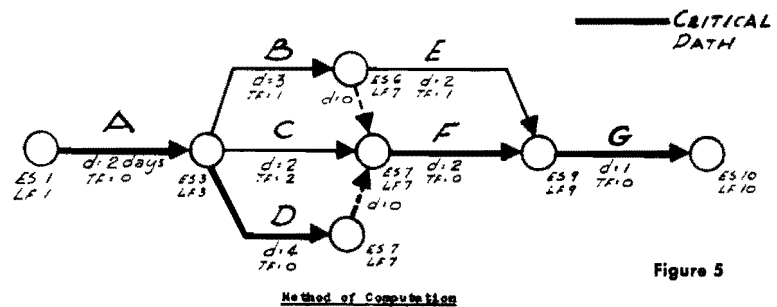 CRITICAL
PATH
B
d=3
TF=1
ES 6
LF 7
E
d=2
TF=1
d=0
A
d=2 days
TF=0
ES 1
LF 1
ES 3
LF 3
C
d=2
TF=2
ES 7
LF 7
F
d=2
TF=0
ES 9
LF 9
G
d=1
TF=0
ES 10
LF 10
D
d=4
TF=0
d=0
ES 7
LF 7
Figure 5
Method of Computation